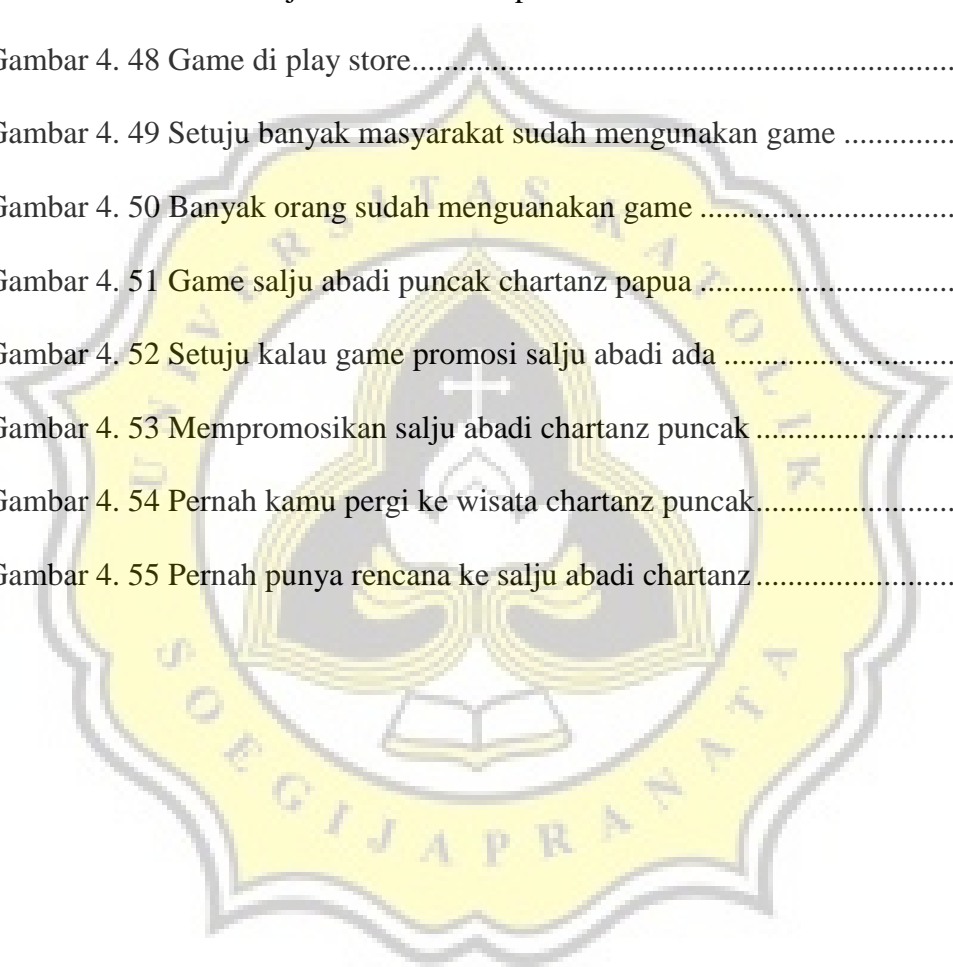 Gambar 4. 48 Game di play store.......................................................................
Gambar 4. 49 Setuju banyak masyarakat sudah mengunakan game ..............
Gambar 4. 50 Banyak orang sudah menguanakan game ................................
Gambar 4. 51 Game salju abadi puncak chartanz papua ................................
Gambar 4. 52 Setuju kalau game promosi salju abadi ada .............................
Gambar 4. 53 Mempromosikan salju abadi chartanz puncak .........................
Gambar 4. 54 Pernah kamu pergi ke wisata chartanz puncak.........................
Gambar 4. 55 Pernah punya rencana ke salju abadi chartanz .........................
UNIVERSITAS KATOLIK
SOEGIJAPRANATA